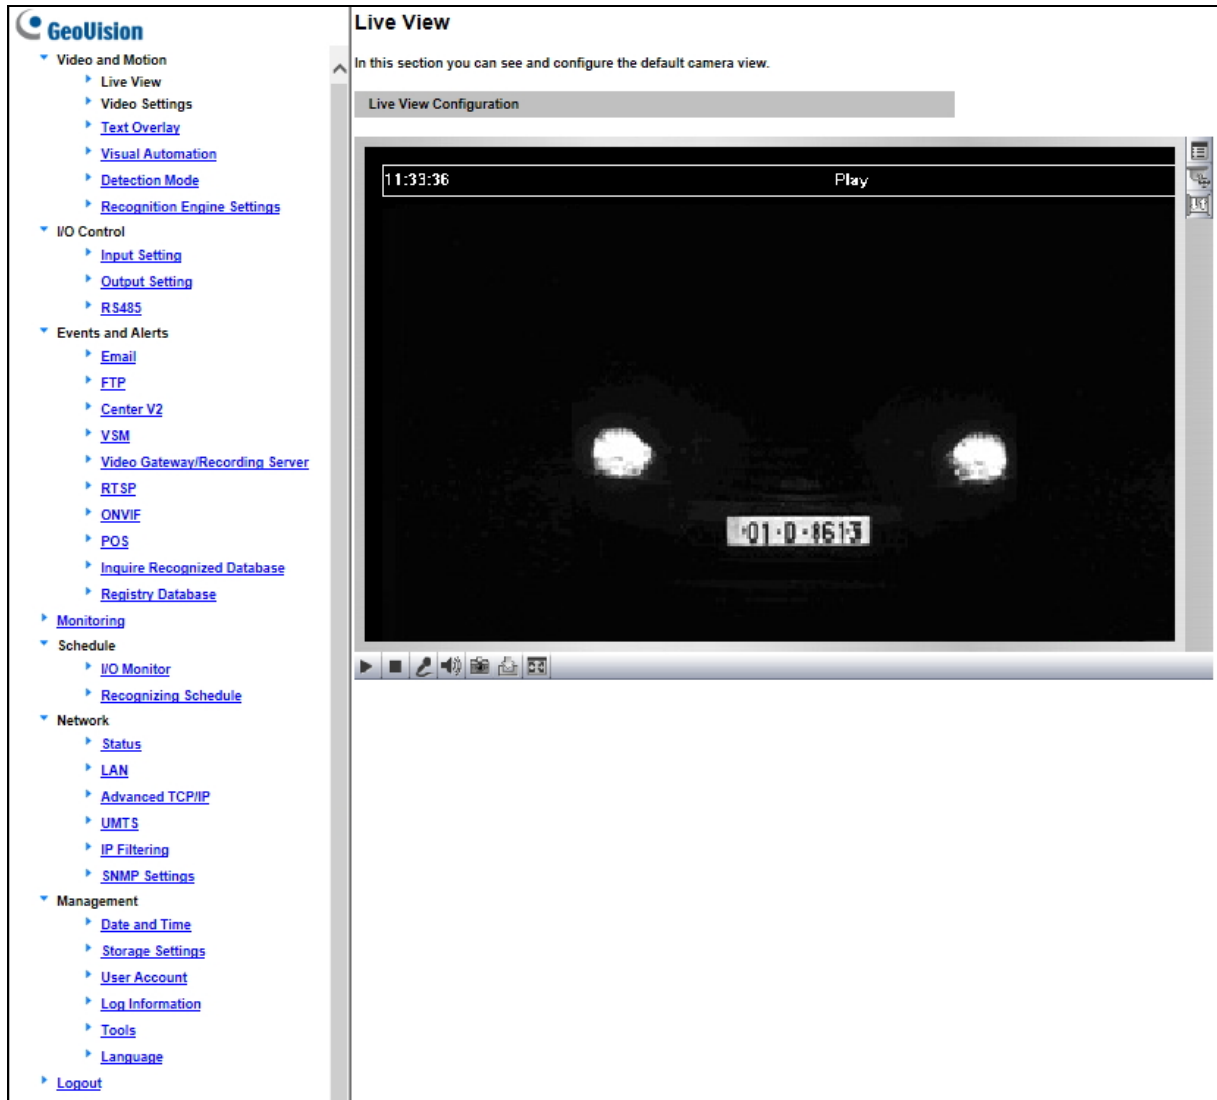 GeoVision
Video and Motion
Live View
Video Settings
Text Overlay
Visual Automation
Detection Mode
Recognition Engine Settings
I/O Control
Input Setting
Output Setting
RS485
Events and Alerts
Email
FTP
Center V2
VSM
Video Gateway/Recording Server
RTSP
ONVIF
POS
Inquire Recognized Database
Registry Database
Monitoring
Schedule
I/O Monitor
Recognizing Schedule
Network
Status
LAN
Advanced TCP/IP
UMTS
IP Filtering
SNMP Settings
Management
Date and Time
Storage Settings
User Account
Log Information
Tools
Language
Logout
Live View
In this section you can see and configure the default camera view.
Live View Configuration
11:33:36 Play